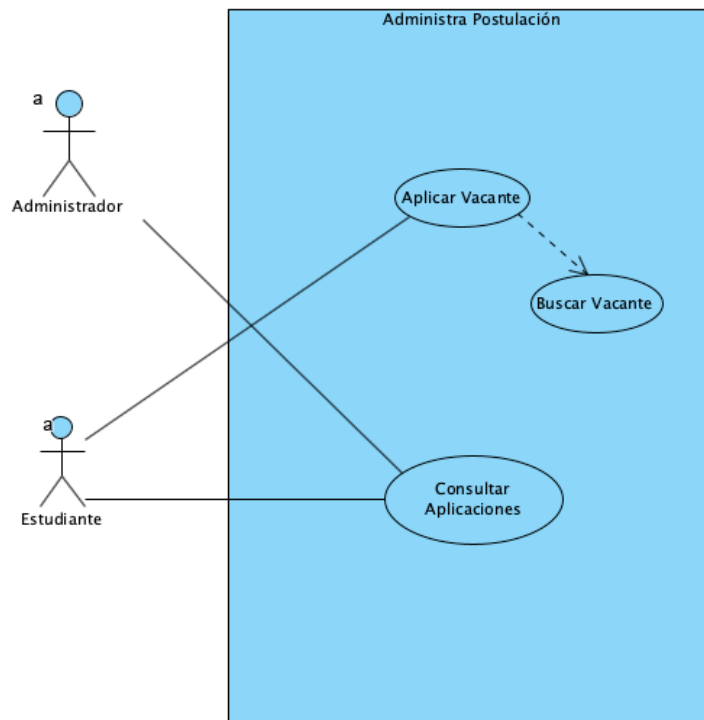 Administra Postulación
a
Administrador
Aplicar Vacante
Buscar Vacante
a
Estudiante
Consultar
Aplicaciones